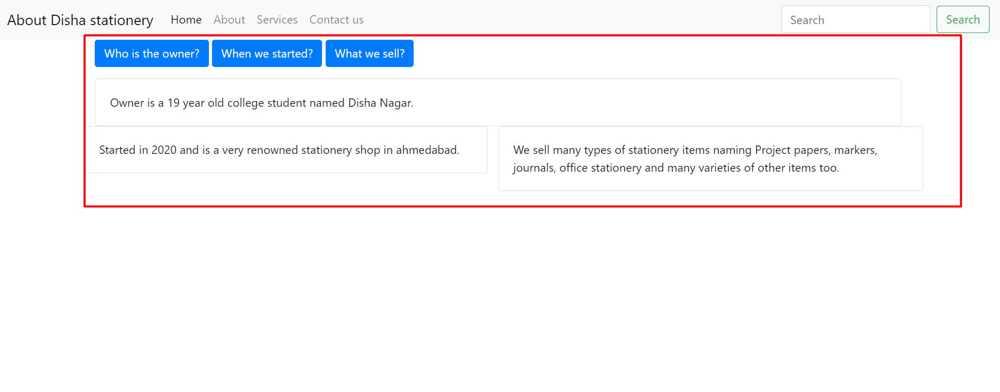 About Disha stationery Home About Services Contact us Search Search
Who is the owner? When we started? What we sell?
Owner is a 19 year old college student named Disha Nagar.
Started in 2020 and is a very renowned stationery shop in ahmedabad.
We sell many types of stationery items naming Project papers, markers,
journals, office stationery and many varieties of other items too.